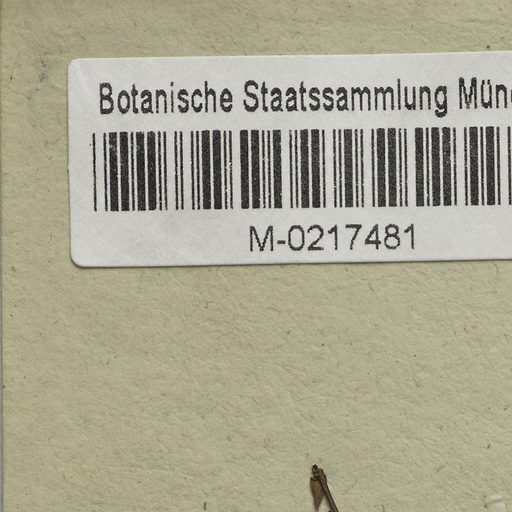 Botanische Staatssammlung Mün
M-0217481